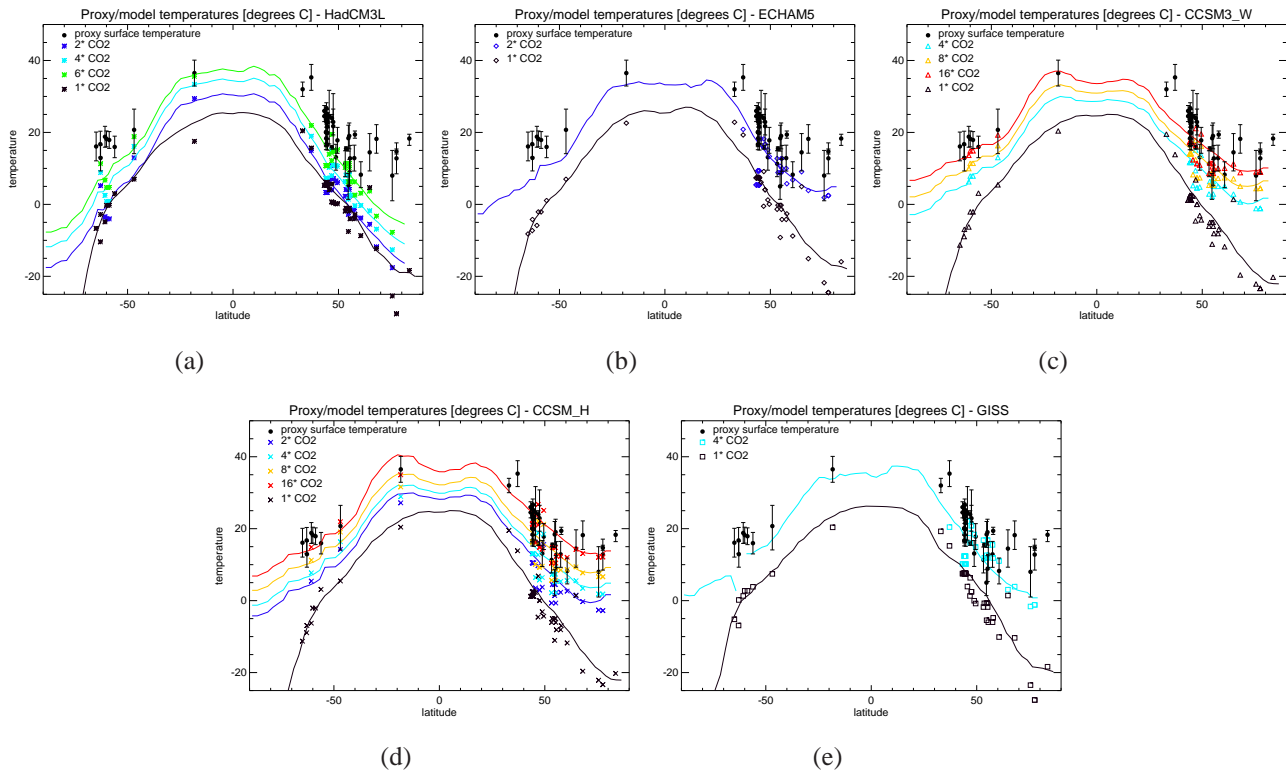 Proxy/model temperatures [degrees C] - HadCM3L
proxy surface temperature
2* CO2
4* CO2
6* CO2
1* CO2
40
20
0
-20
temperature
-50
0
50
latitude
(a)
Proxy/model temperatures [degrees C] - ECHAM5
proxy surface temperature
2* CO2
1* CO2
40
20
0
-20
temperature
-50
0
50
latitude
(b)
Proxy/model temperatures [degrees C] - CCSM3_W
proxy surface temperature
4* CO2
8* CO2
16* CO2
1* CO2
40
20
0
-20
temperature
-50
0
50
latitude
(c)
Proxy/model temperatures [degrees C] - CCSM_H
proxy surface temperature
2* CO2
4* CO2
8* CO2
16* CO2
1* CO2
40
20
0
-20
temperature
-50
0
50
latitude
(d)
Proxy/model temperatures [degrees C] - GISS
proxy surface temperature
4* CO2
1* CO2
40
20
0
-20
temperature
-50
0
50
latitude
(e)